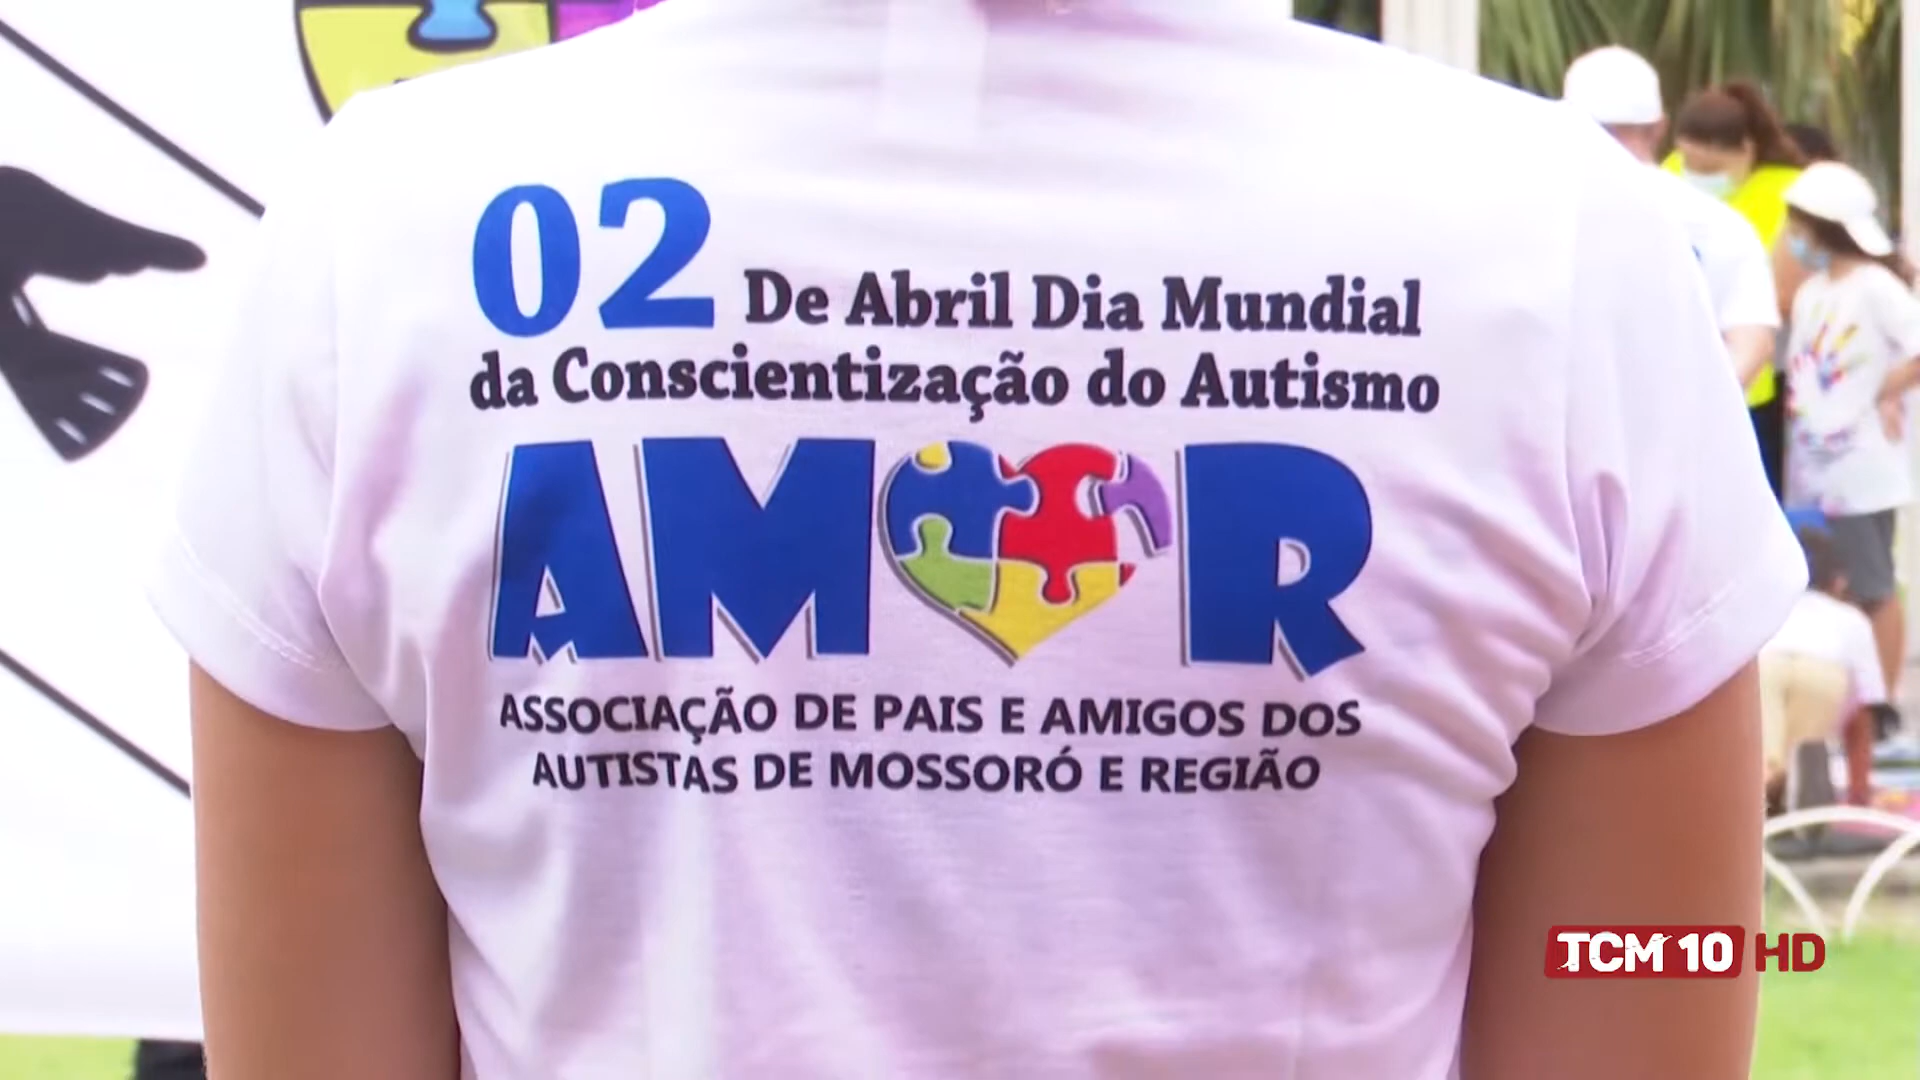 02 De Abril Dia Mundial
da Conscientização do Autismo
AMOR
ASSOCIAÇÃO DE PAIS E AMIGOS DOS
AUTISTAS DE MOSSORÓ E REGIÃO
TCM 10 HD